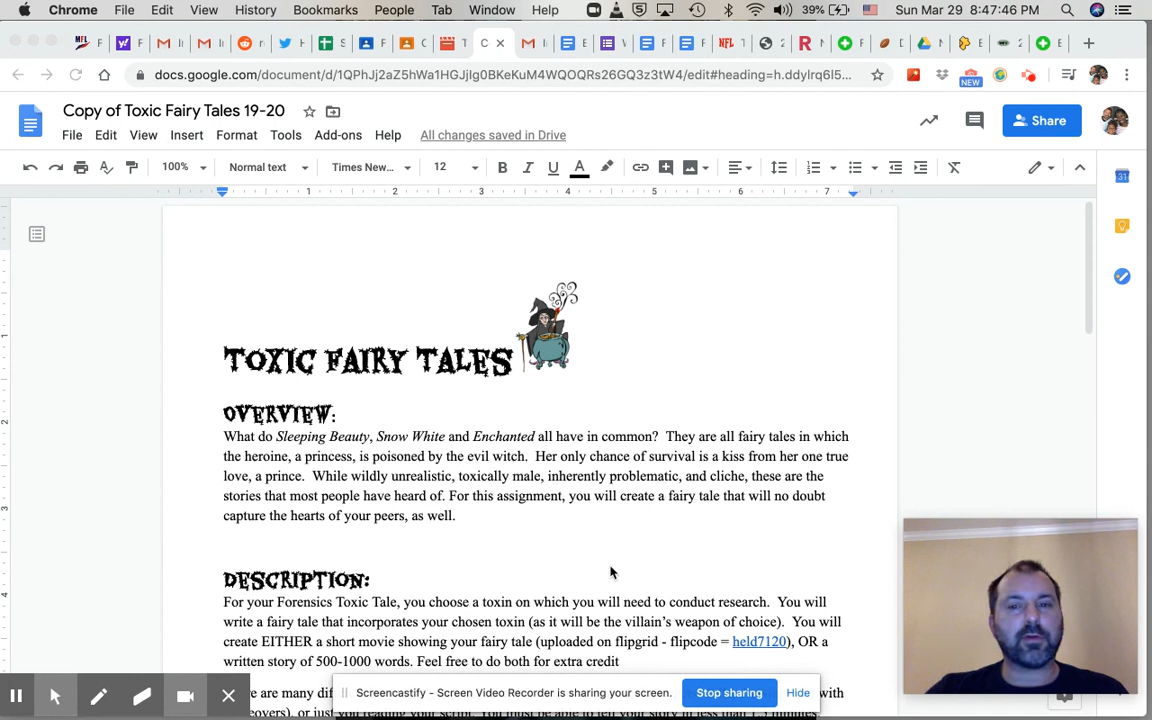 Chrome File Edit View History Bookmarks People Tab Window Help 39% Sun Mar 29 8:47:46 PM
docs.google.com/document/d/1QPhJj2aZ5hWa1HGJjIg0BKeKuM4WQOQRs26GQ3z3tW4/edit#heading=h.ddylrq6l5...
NEW
Copy of Toxic Fairy Tales 19-20
File Edit View Insert Format Tools Add-ons Help All changes saved in Drive
Share
100% Normal text Times New... 12 B I U A
1 2 3 4 5 6 7
31
TOXIC FAIRY TALES
OVERVIEW:
What do Sleeping Beauty, Snow White and Enchanted all have in common? They are all fairy tales in which
the heroine, a princess, is poisoned by the evil witch. Her only chance of survival is a kiss from her one true
love, a prince. While wildly unrealistic, toxically male, inherently problematic, and cliche, these are the
stories that most people have heard of. For this assignment, you will create a fairy tale that will no doubt
capture the hearts of your peers, as well.
DESCRIPTION:
For your Forensics Toxic Tale, you choose a toxin on which you will need to conduct research. You will
write a fairy tale that incorporates your chosen toxin (as it will be the villain's weapon of choice). You will
create EITHER a short movie showing your fairy tale (uploaded on flipgrid - flipcode = held7120), OR a
written story of 500-1000 words. Feel free to do both for extra credit
Screencastify - Screen Video Recorder is sharing your screen. Stop sharing Hide